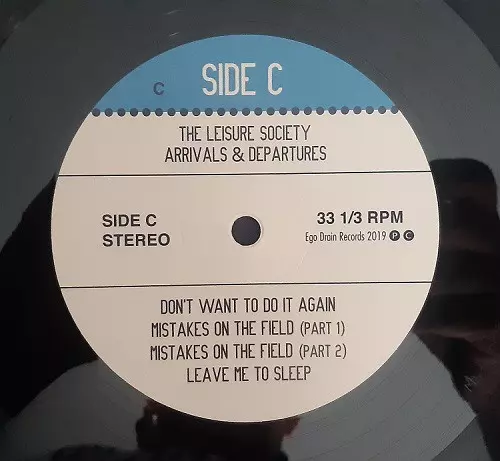 C
SIDE C
THE LEISURE SOCIETY
ARRIVALS & DEPARTURES
SIDE C
STEREO
33 1/3 RPM
Ego Drain Records 2019 Ⓟ Ⓒ
DON'T WANT TO DO IT AGAIN
MISTAKES ON THE FIELD (PART 1)
MISTAKES ON THE FIELD (PART 2)
LEAVE ME TO SLEEP